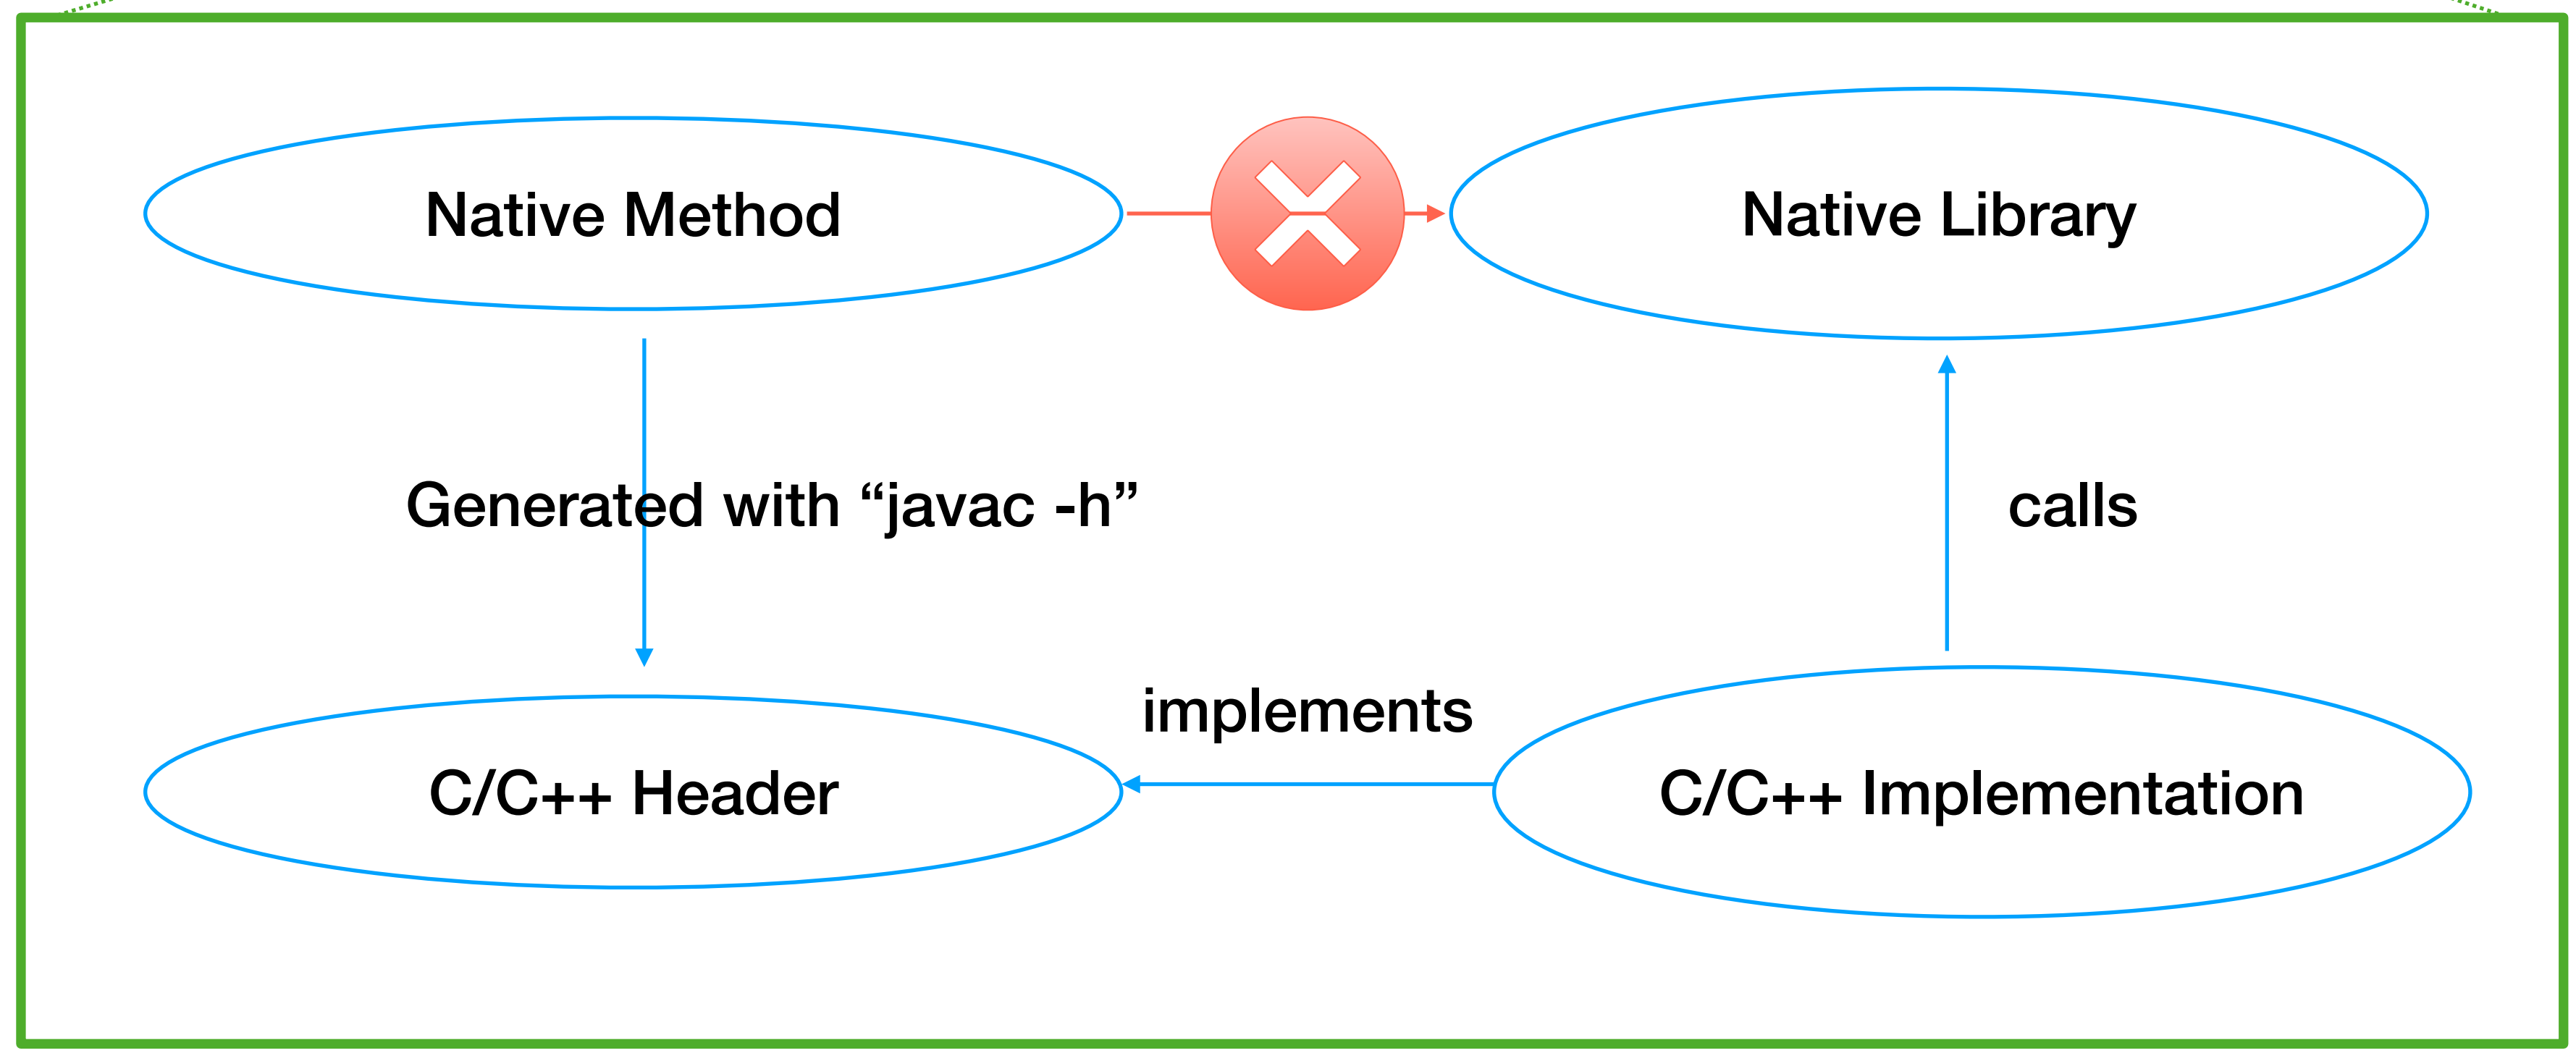 Native Method
Native Library
Generated with “javac -h”
calls
implements
C/C++ Header
C/C++ Implementation